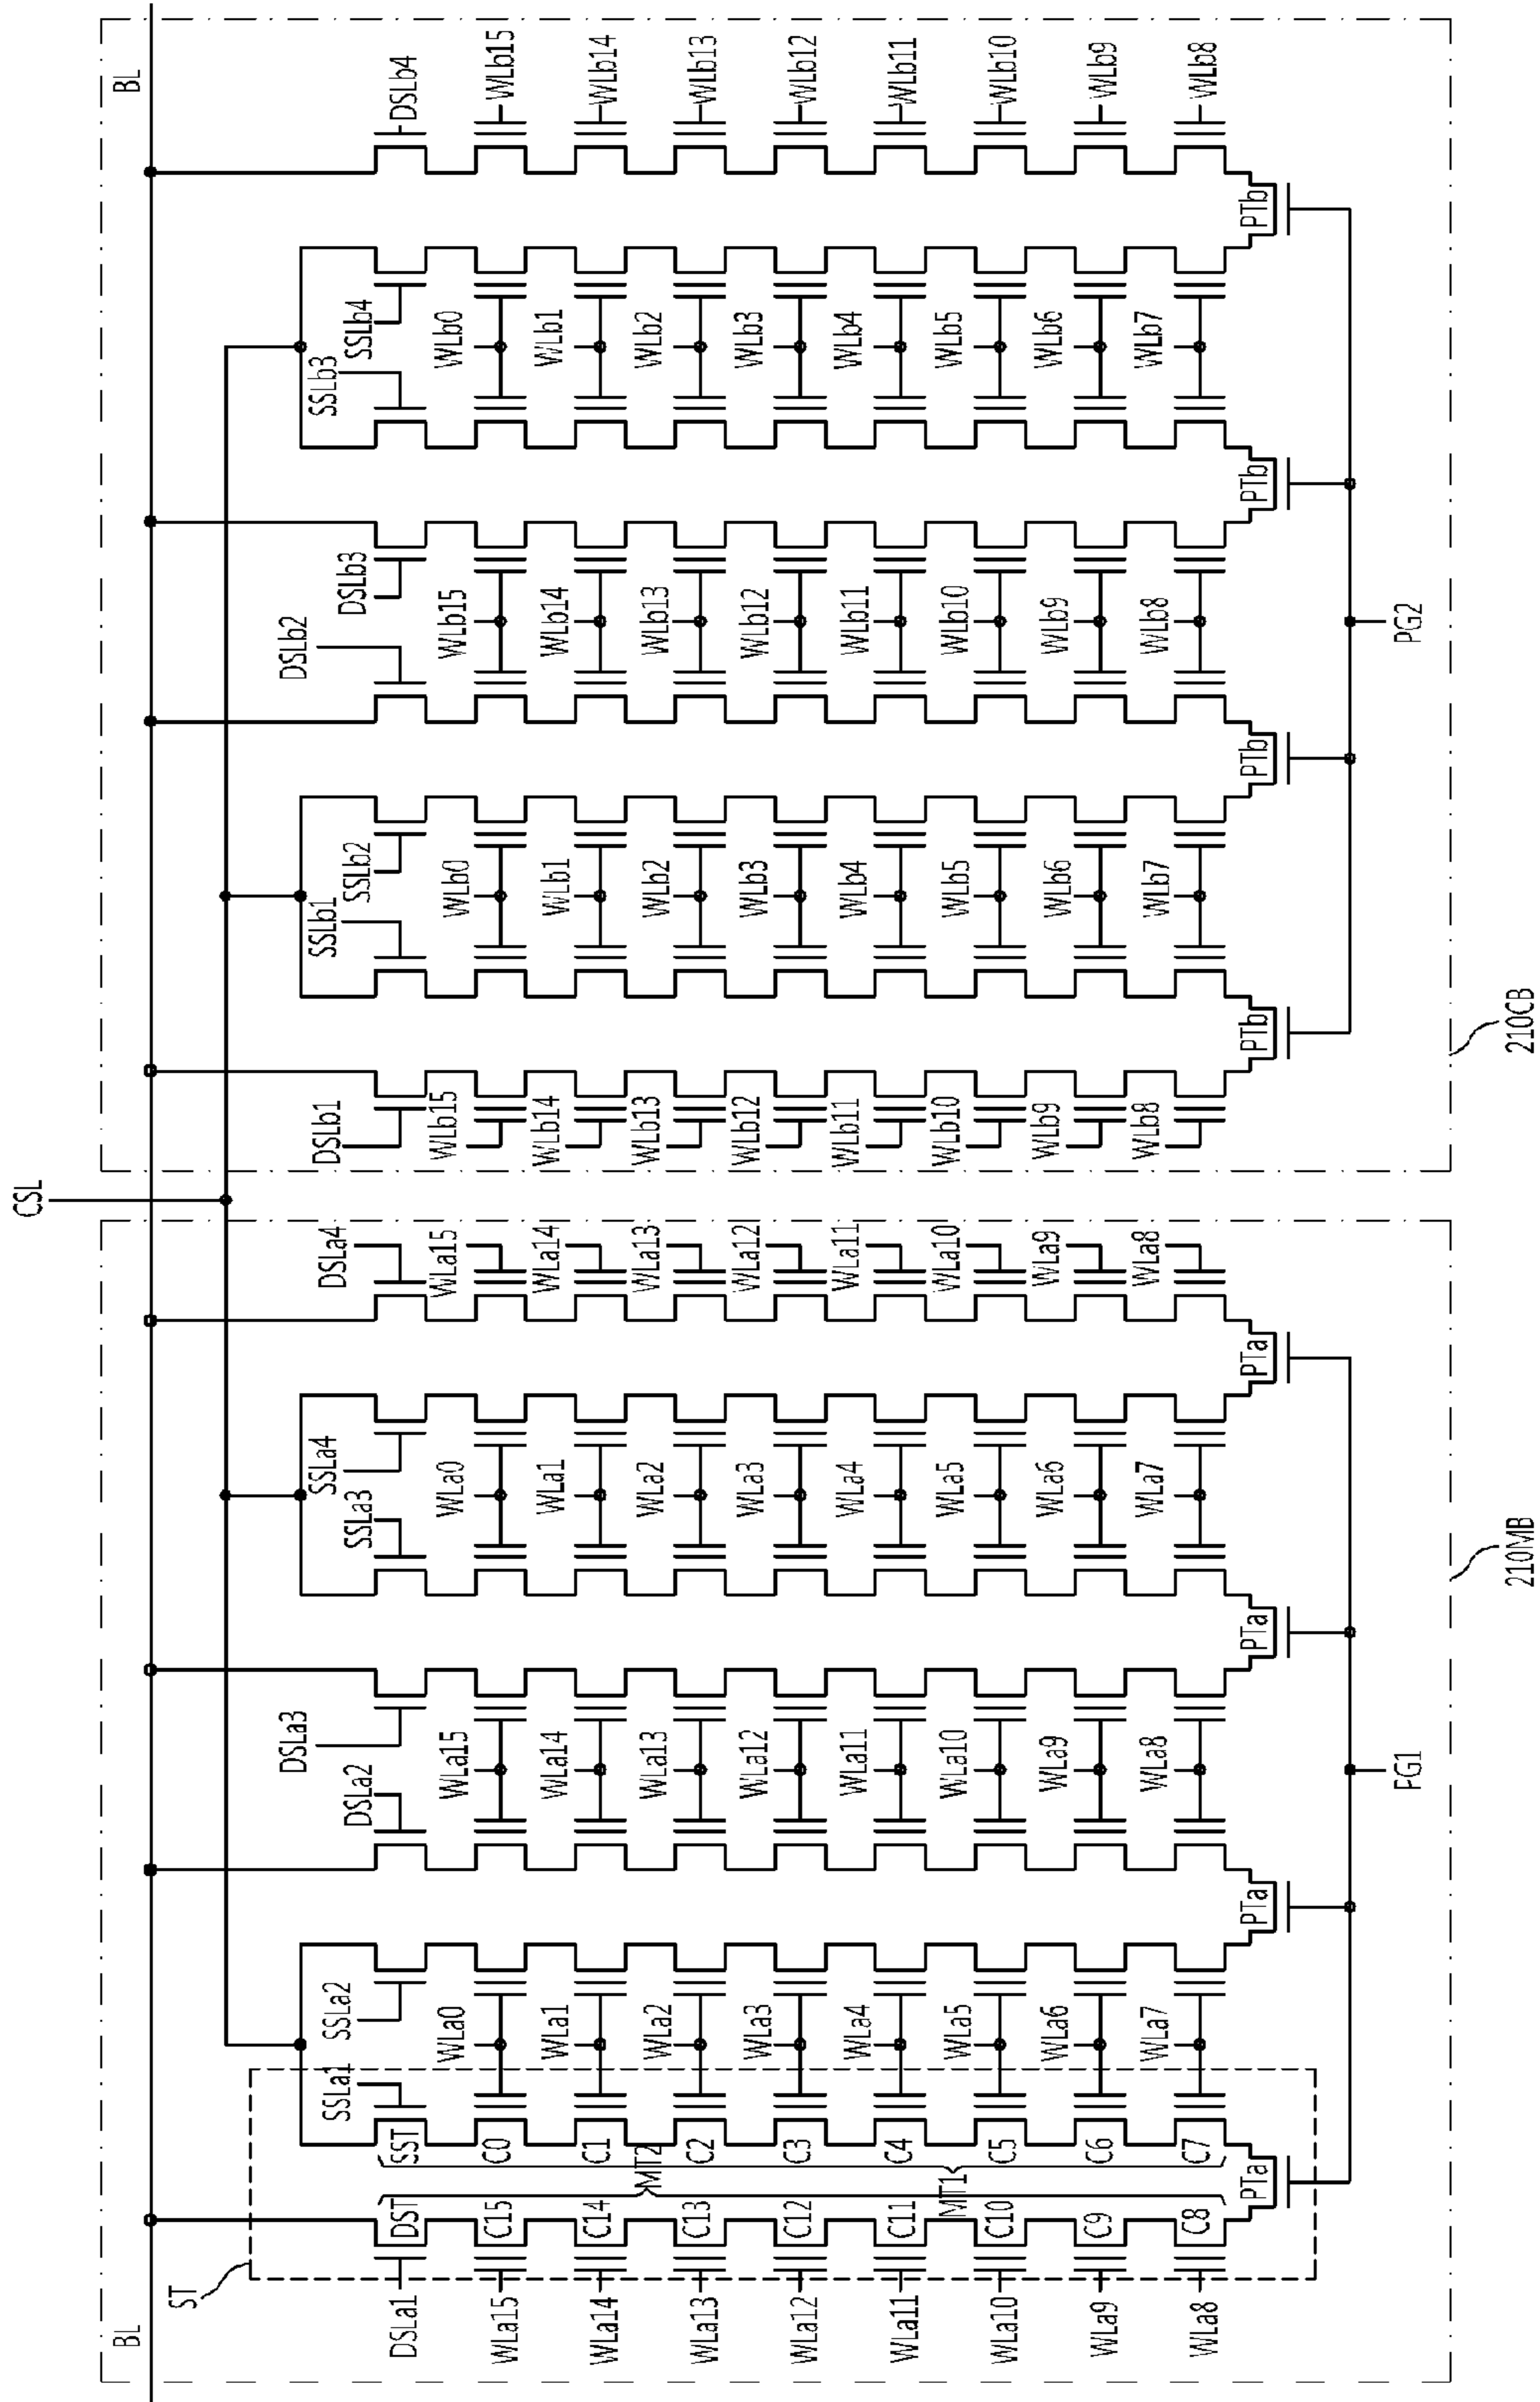 CSL
BL BL
ST
DSLa1 DST SST SSLa1 SSLa2 DSLa2 DSLa3 SSLa3 SSLa4 DSLa4 DSLb1 SSLb1 SSLb2 DSLb2 DSLb3 SSLb3 SSLb4 DSLb4
WLa15 C15 C0 WLa0 WLa15 WLa0 WLa15 WLb15 WLb0 WLb15 WLb0 WLb15
WLa14 C14 C1 WLa1 WLa14 WLa1 WLa14 WLb14 WLb1 WLb14 WLb1 WLb14
MT2
WLa13 C13 C2 WLa2 WLa13 WLa2 WLa13 WLb13 WLb2 WLb13 WLb2 WLb13
WLa12 C12 C3 WLa3 WLa12 WLa3 WLa12 WLb12 WLb3 WLb12 WLb3 WLb12
WLa11 C11 C4 WLa4 WLa11 WLa4 WLa11 WLb11 WLb4 WLb11 WLb4 WLb11
MT1
WLa10 C10 C5 WLa5 WLa10 WLa5 WLa10 WLb10 WLb5 WLb10 WLb5 WLb10
WLa9 C9 C6 WLa6 WLa9 WLa6 WLa9 WLb9 WLb6 WLb9 WLb6 WLb9
WLa8 C8 C7 WLa7 WLa8 WLa7 WLa8 WLb8 WLb7 WLb8 WLb7 WLb8
PTa PTa PTa PTa PTb PTb PTb PTb
FG1 PG2
210MB 210CB